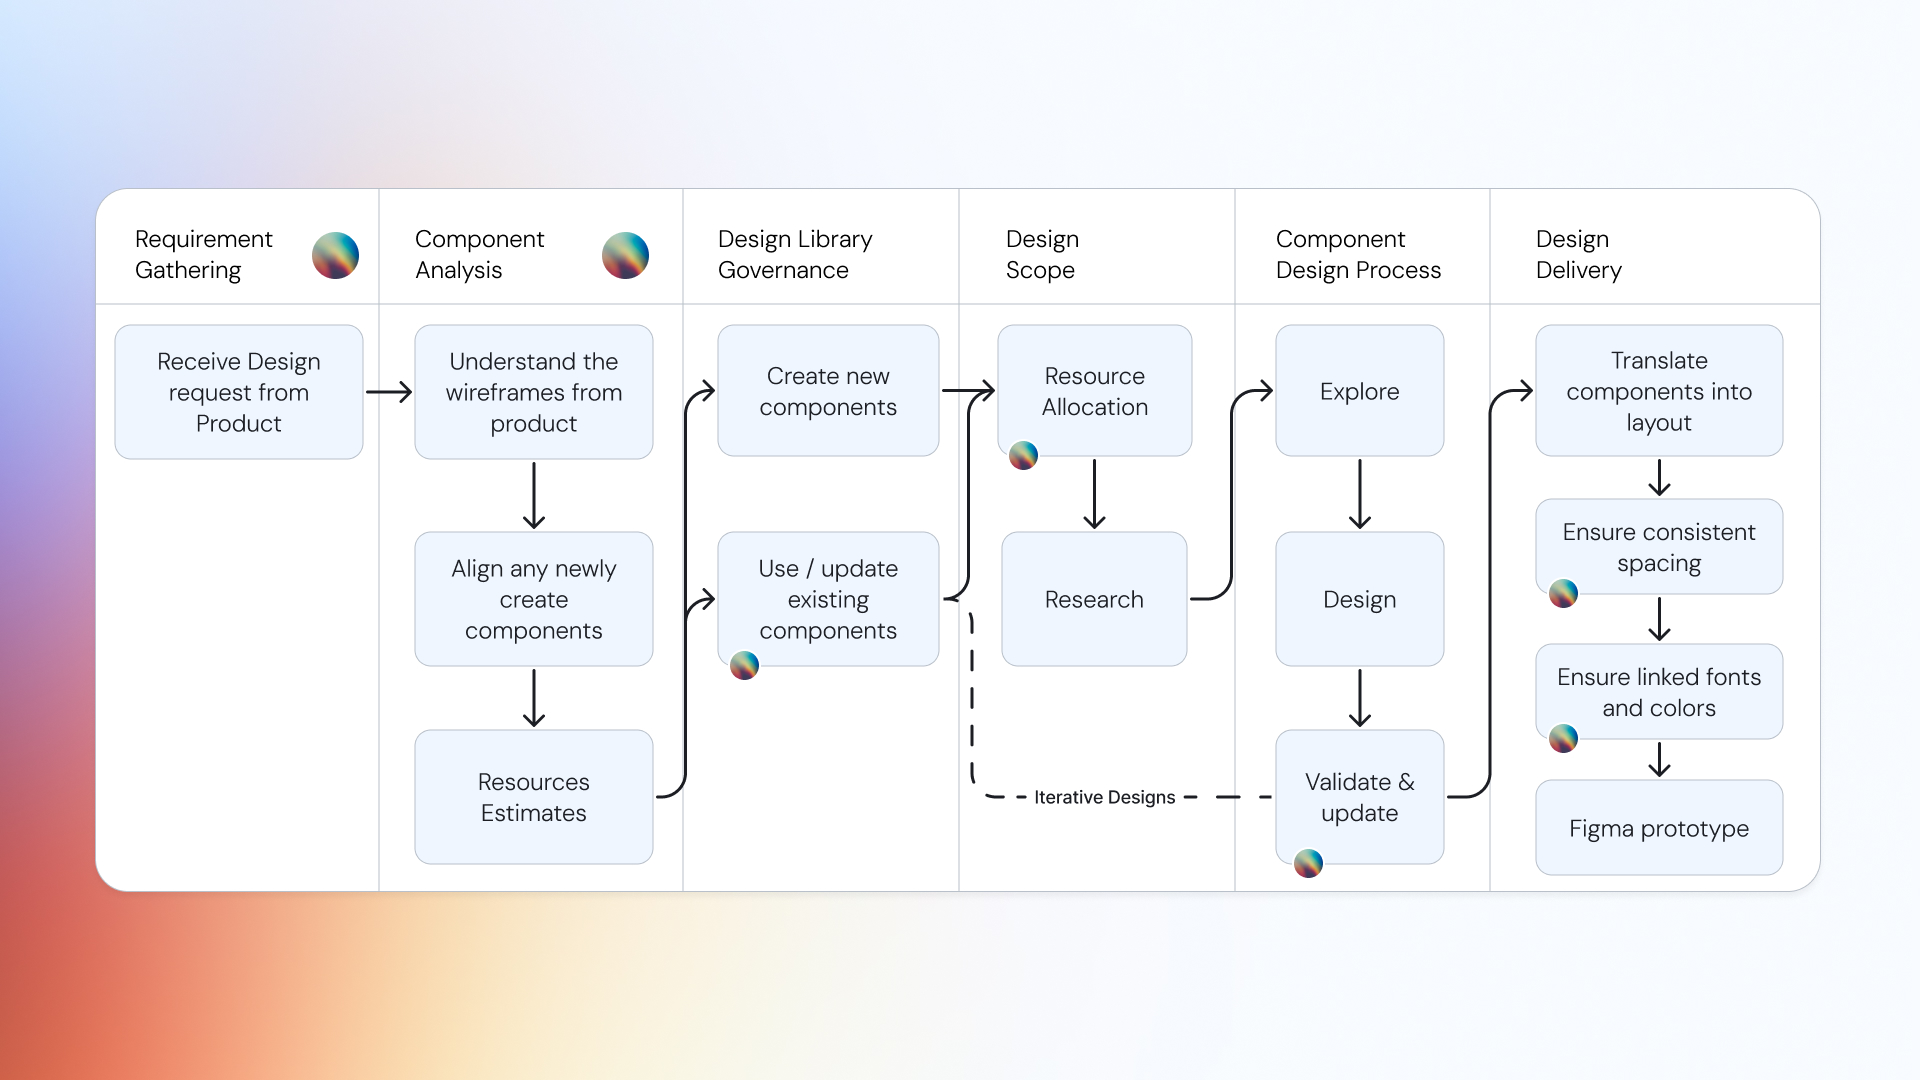 Requirement
Gathering
Component
Analysis
Design Library
Governance
Design
Scope
Component
Design Process
Design
Delivery
Receive Design
request from
Product
Understand the
wireframes from
product
Align any newly
create
components
Resources
Estimates
Create new
components
Use / update
existing
components
Resource
Allocation
Research
Iterative Designs
Explore
Design
Validate &
update
Translate
components into
layout
Ensure consistent
spacing
Ensure linked fonts
and colors
Figma prototype